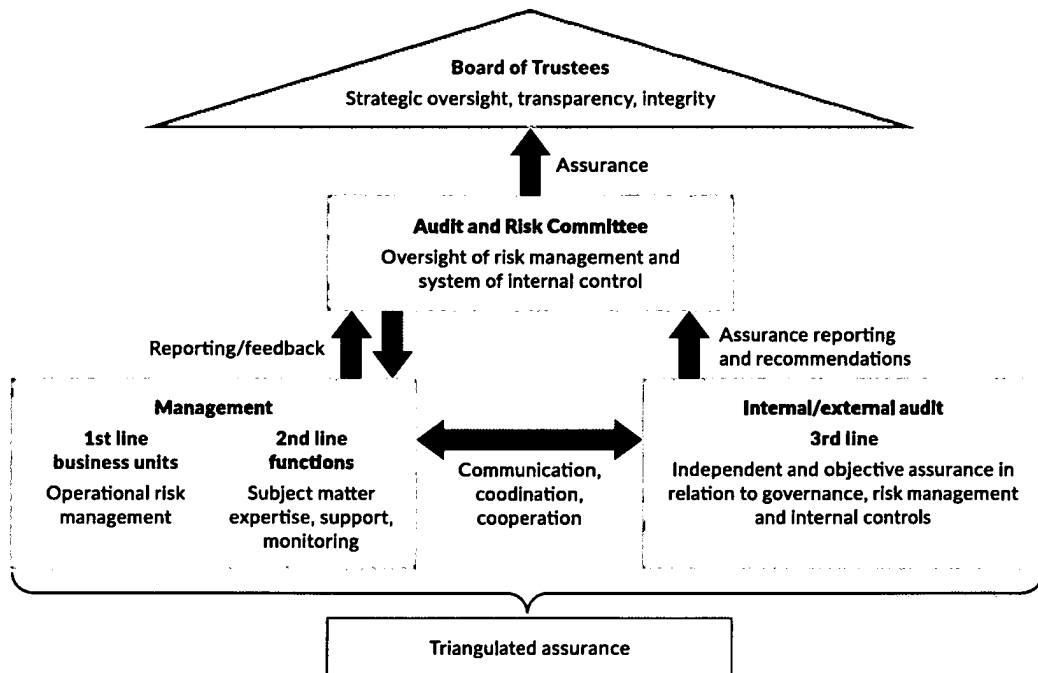 Board of Trustees
Strategic oversight, transparency, integrity
Assurance
Audit and Risk Committee
Oversight of risk management and
system of internal control
Reporting/feedback
Assurance reporting
and recommendations
Management
1st line
business units
Operational risk
management
2nd line
functions
Subject matter
expertise, support,
monitoring
Communication,
coodination,
cooperation
Internal/external audit
3rd line
Independent and objective assurance in
relation to governance, risk management
and internal controls
Triangulated assurance